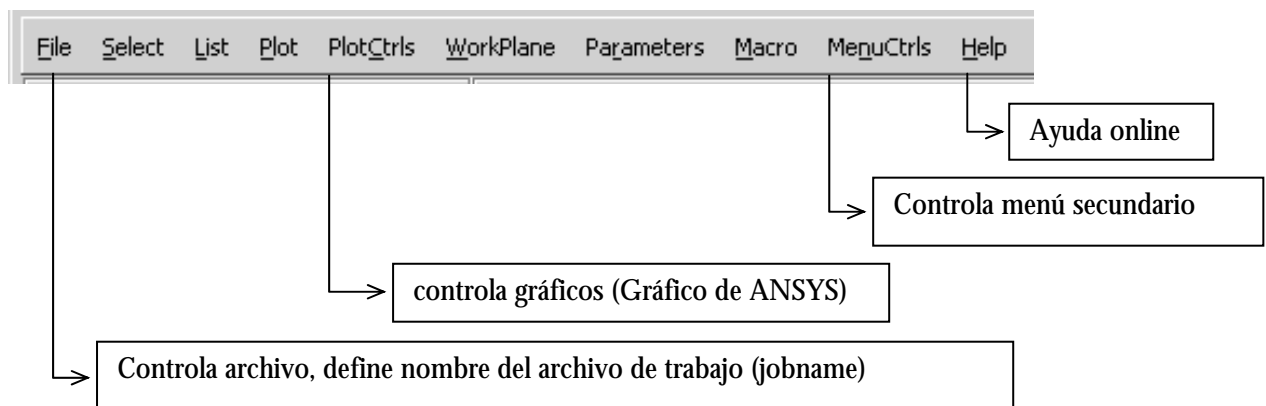 File Select List Plot PlotCtrls WorkPlane Parameters Macro MenuCtrls Help
Ayuda online
Controla menú secundario
controla gráficos (Gráfico de ANSYS)
Controla archivo, define nombre del archivo de trabajo (jobname)